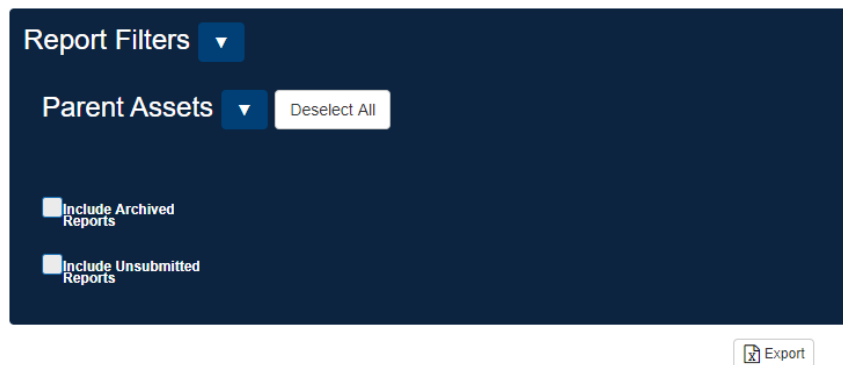 Report Filters ▼
Parent Assets ▼ Deselect All
Include Archived
Reports
Include Unsubmitted
Reports
Export